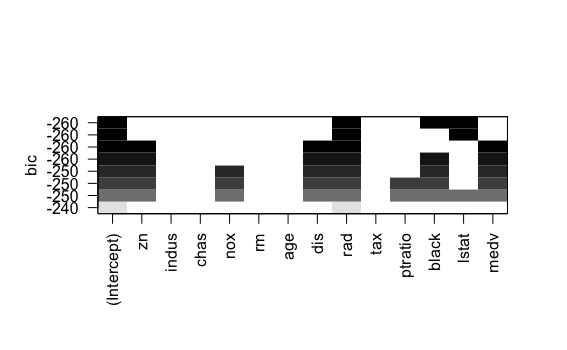 bic
-260
-260
-260
-260
-250
-250
-250
-240
(Intercept)
zn
indus
chas
nox
rm
age
dis
rad
tax
ptratio
black
lstat
medv